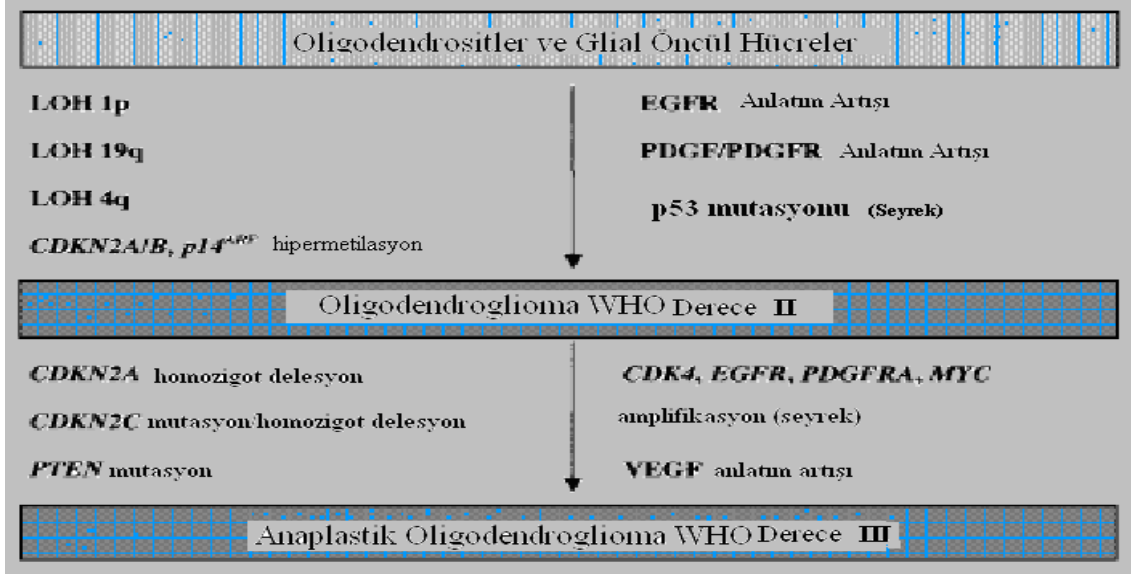 Oligodendrositler ve Glial Öncül Hücreler
LOH 1p
LOH 19q
LOH 4q
CDKN2A/B, p14ᴬᴿᶠ hipermetilasyon
EGFR Anlatım Artışı
PDGF/PDGFR Anlatım Artışı
p53 mutasyonu (Seyrek)
Oligodendroglioma WHO Derece II
CDKN2A homozigot delesyon
CDKN2C mutasyon/homozigot delesyon
PTEN mutasyon
CDK4, EGFR, PDGFRA, MYC
amplifikasyon (seyrek)
VEGF anlatım artışı
Anaplastik Oligodendroglioma WHO Derece III